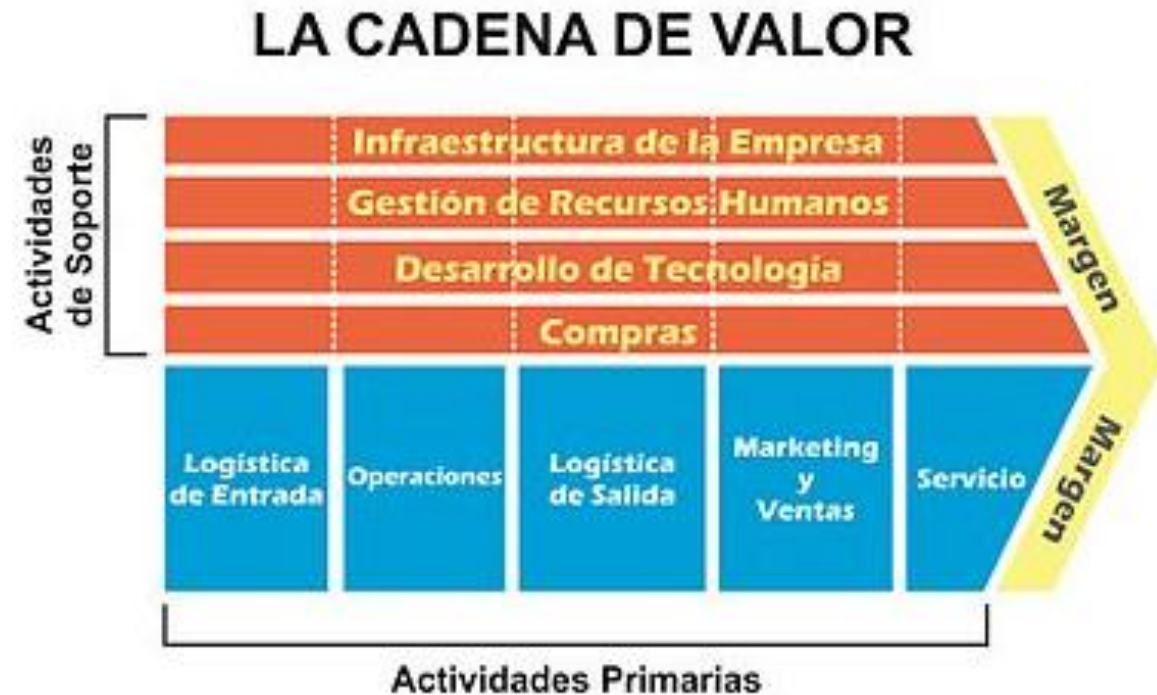 LA CADENA DE VALOR
Actividades
de Soporte
Infraestructura de la Empresa
Gestión de Recursos Humanos
Desarrollo de Tecnología
Compras
Margen
Logística
de Entrada
Operaciones
Logística
de Salida
Marketing
y
Ventas
Servicio
Margen
Actividades Primarias